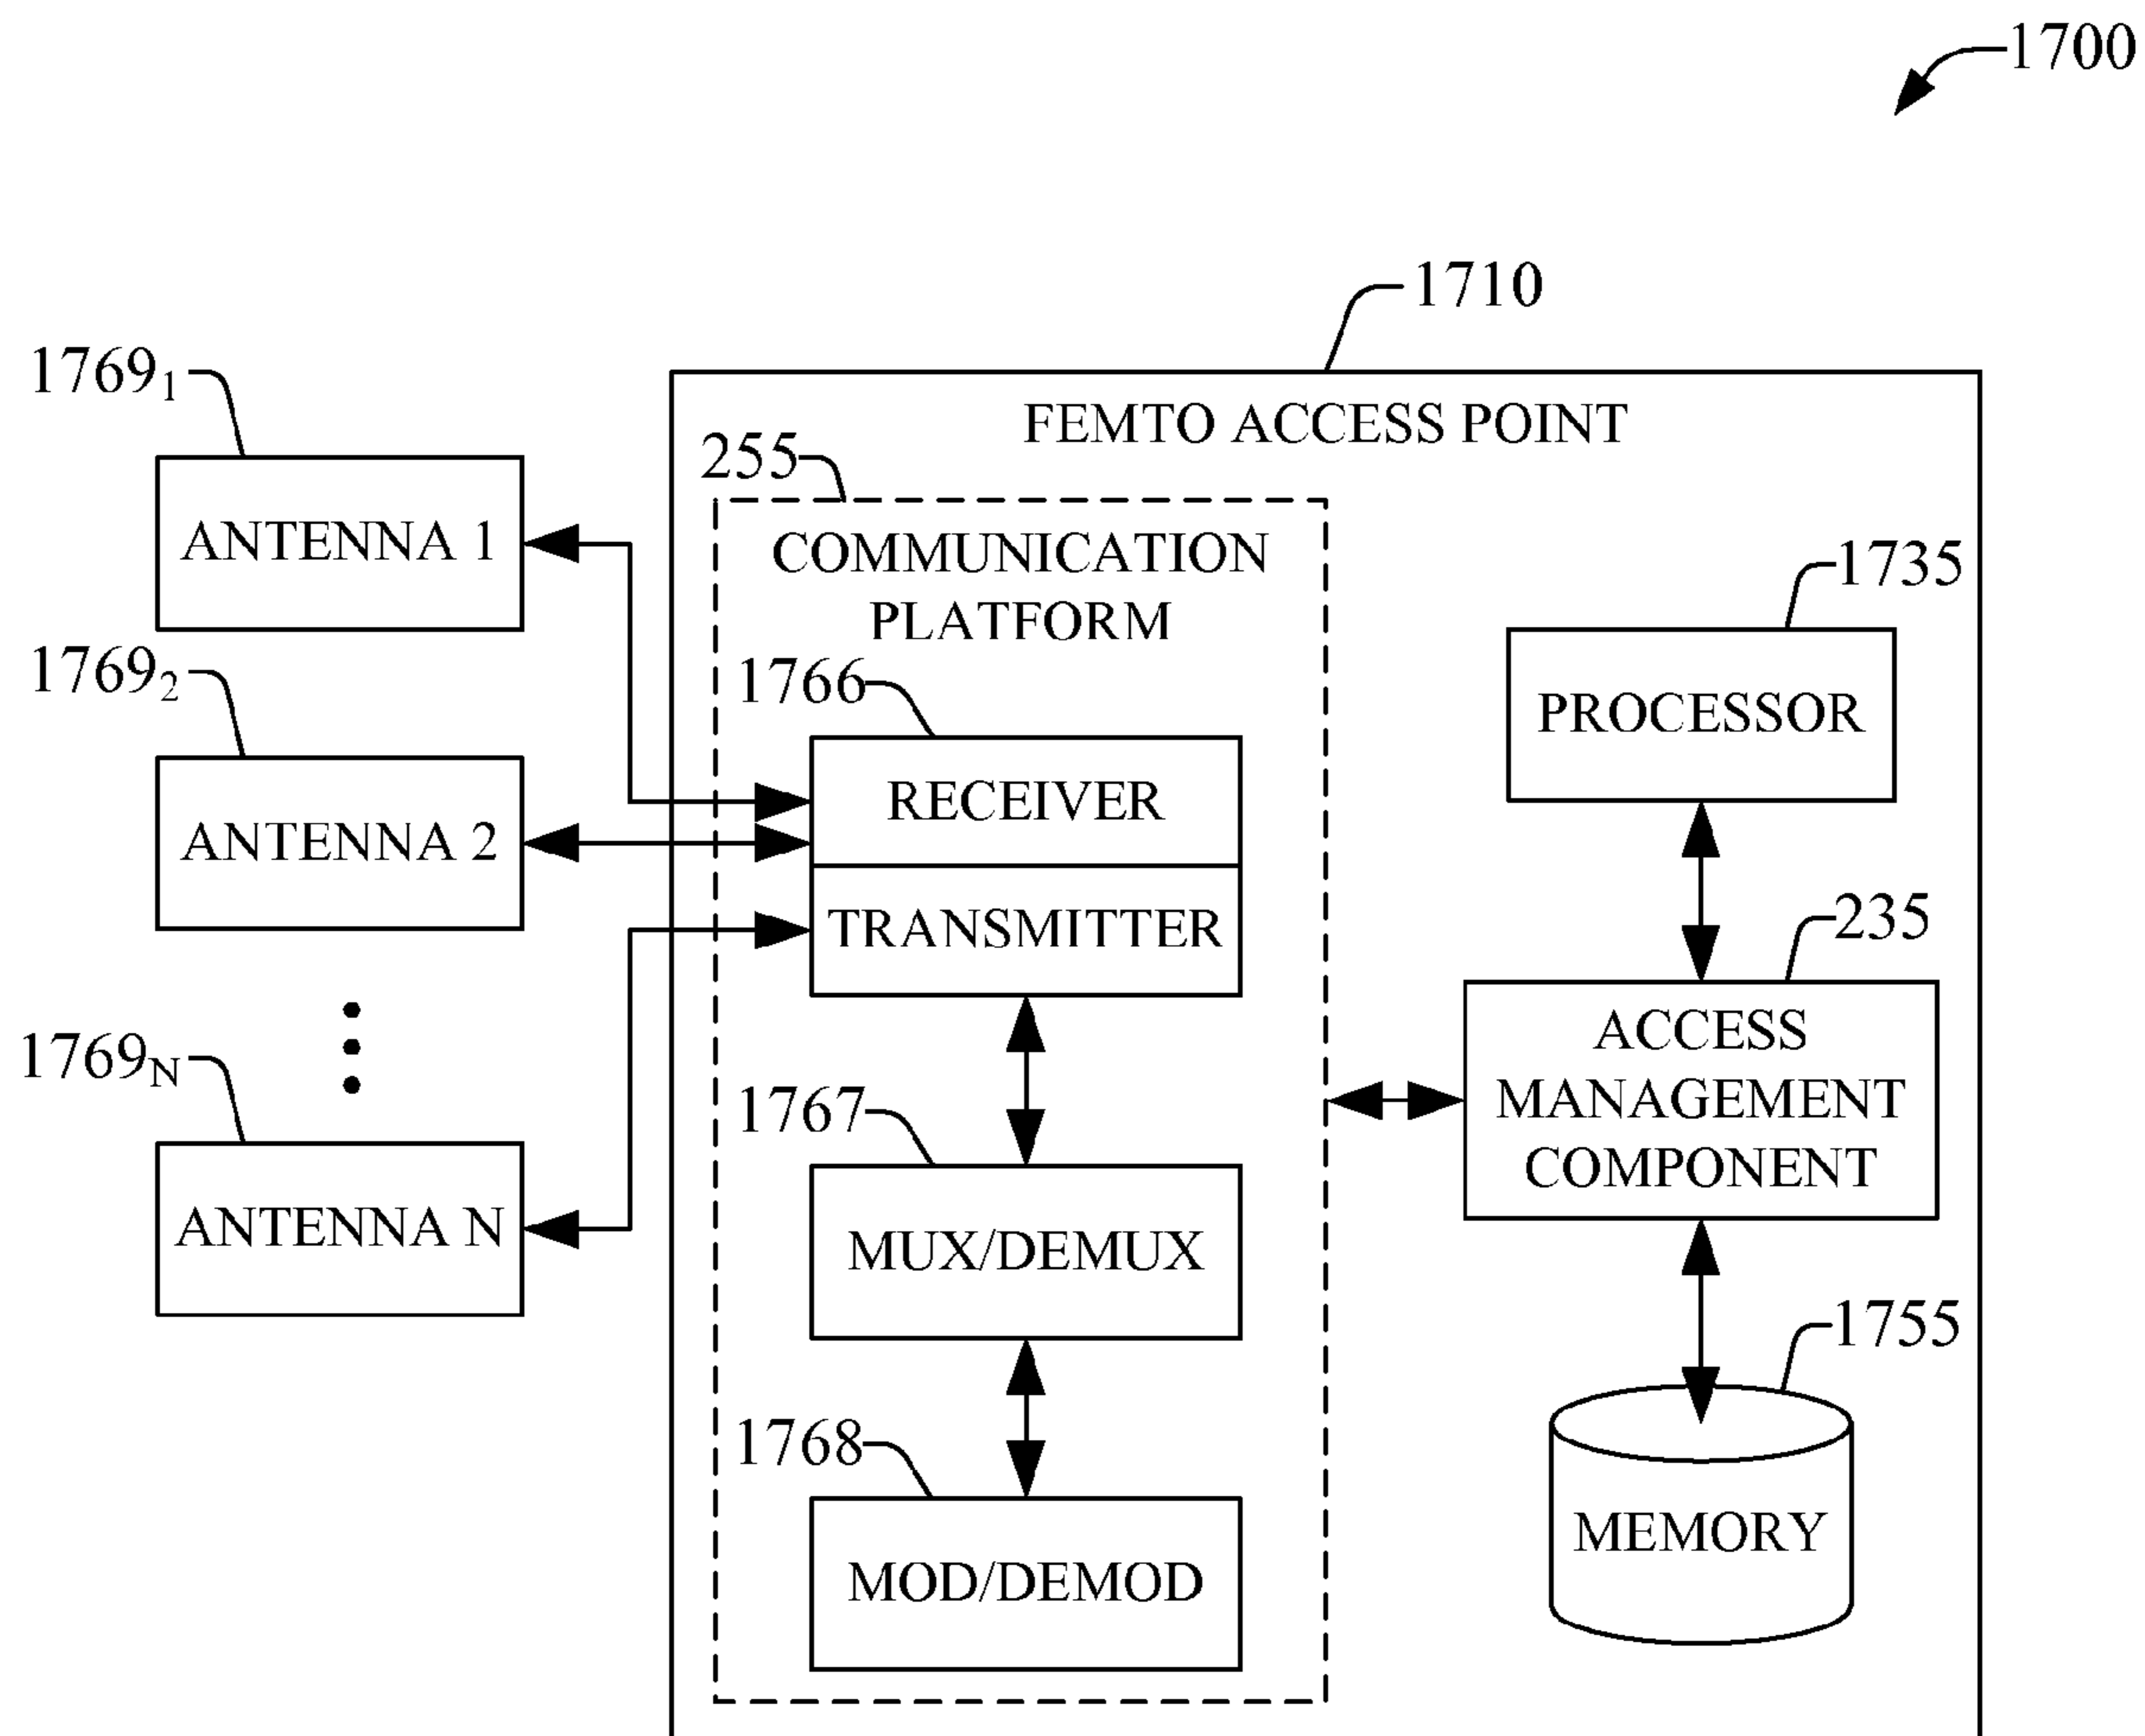 1700
1710
1769₁
FEMTO ACCESS POINT
255
ANTENNA 1
COMMUNICATION
PLATFORM
1735
1769₂
1766
PROCESSOR
RECEIVER
ANTENNA 2
TRANSMITTER
235
ACCESS
MANAGEMENT
COMPONENT
1769N
1767
ANTENNA N
MUX/DEMUX
1755
1768
MEMORY
MOD/DEMOD